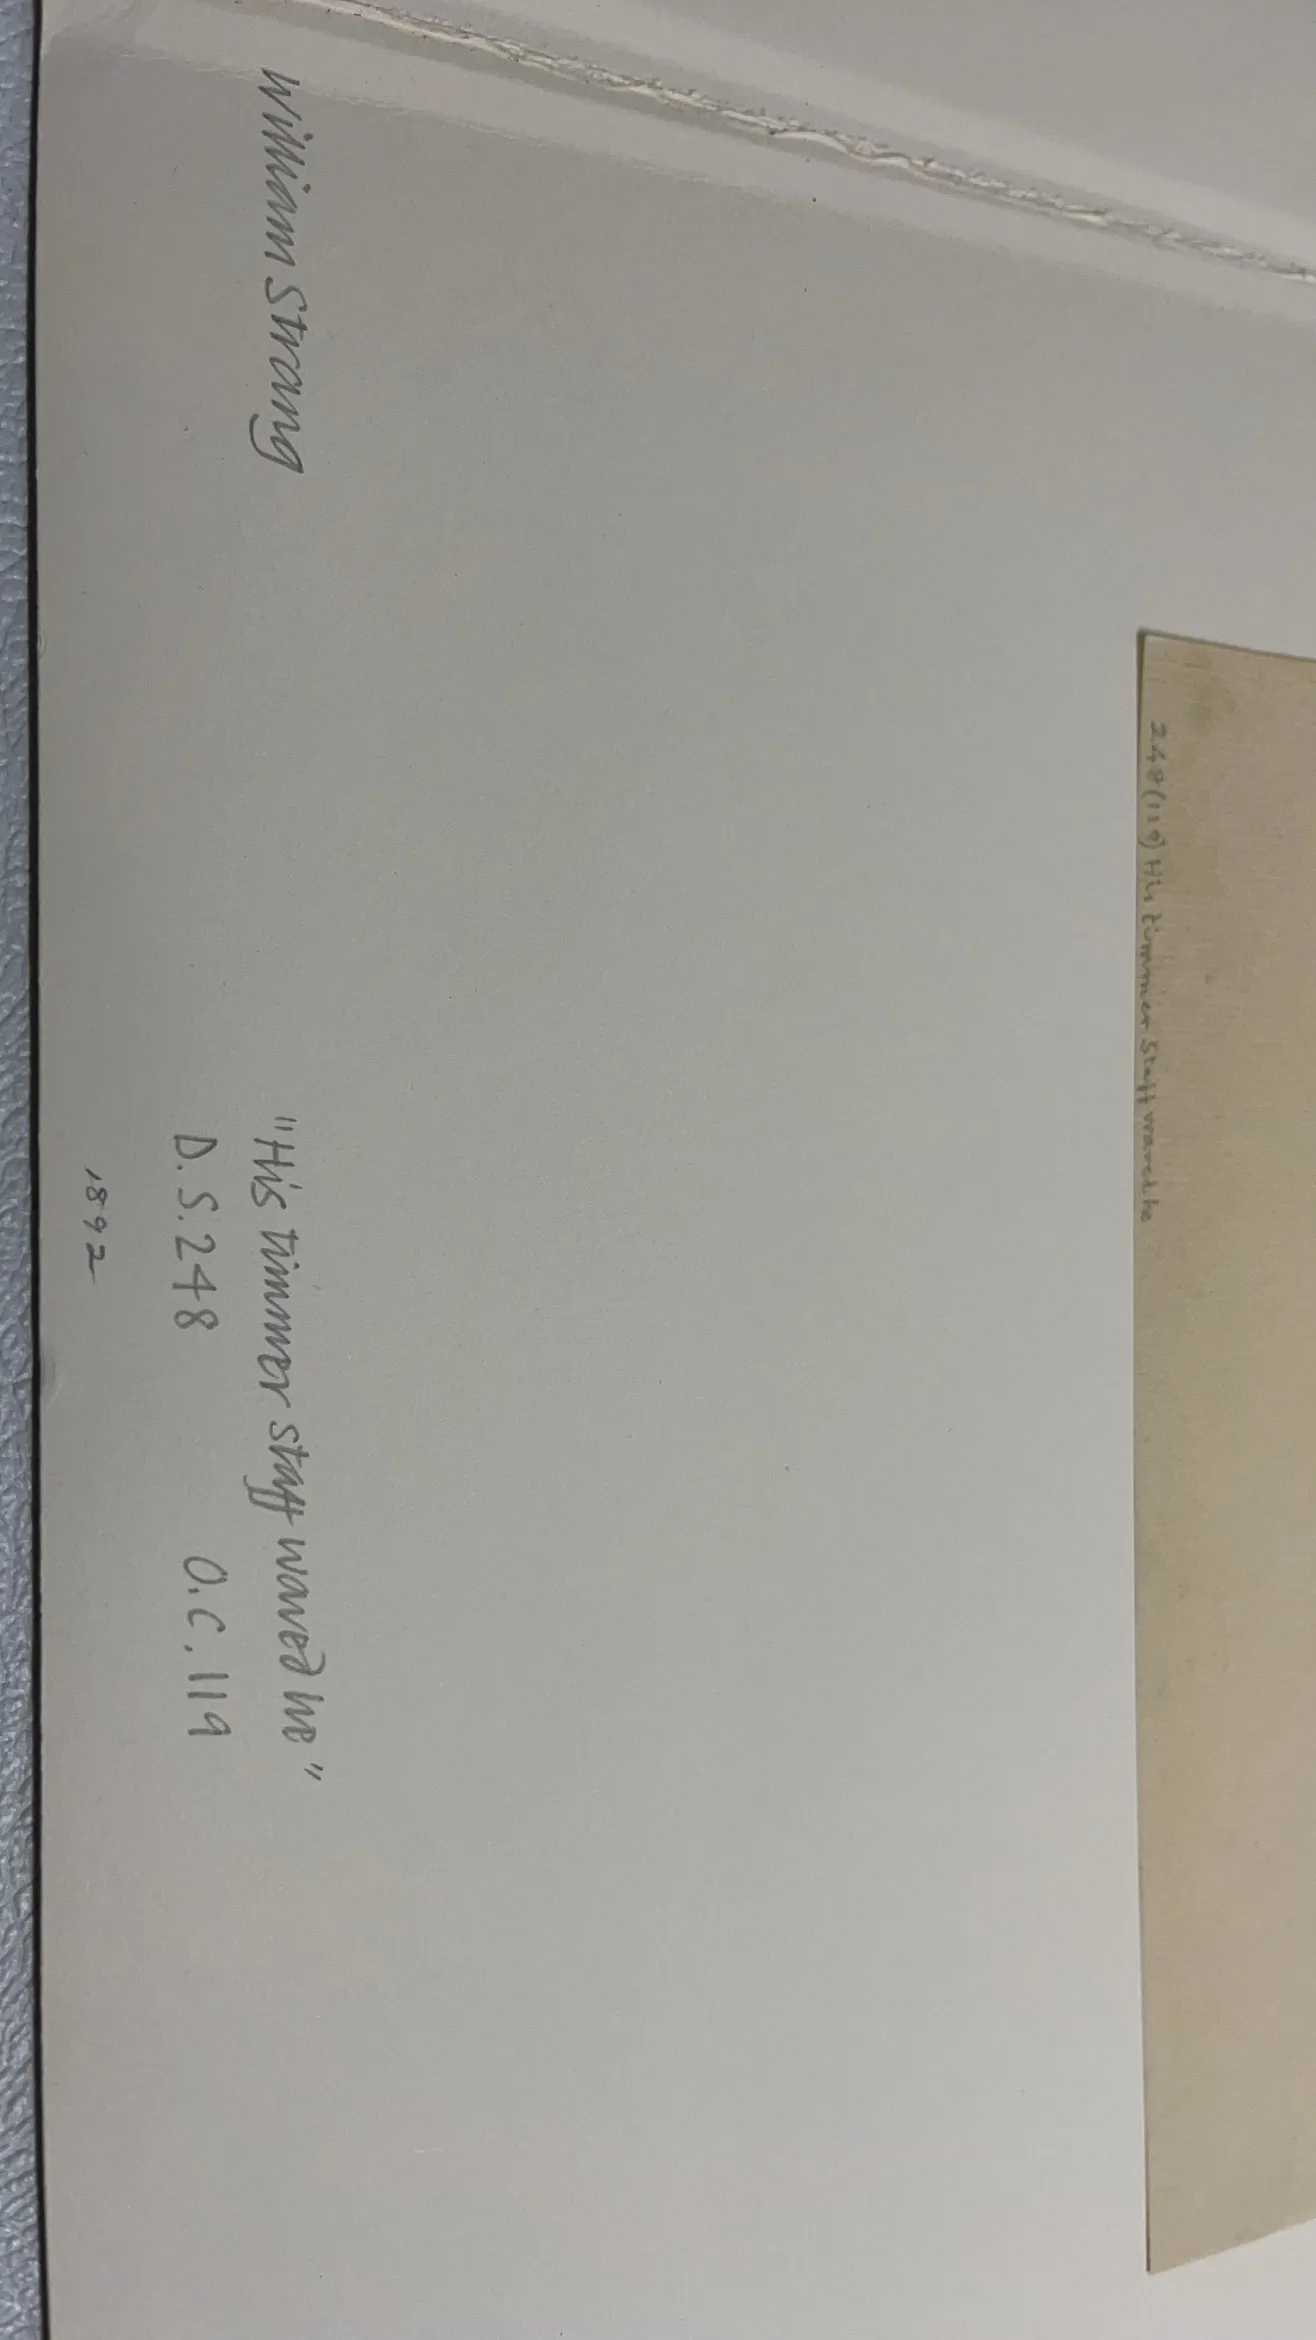 248 (119) His timmer staff waved he
William Strang
"His timmer staff waved he"
D.S.248 O.C.119
1892